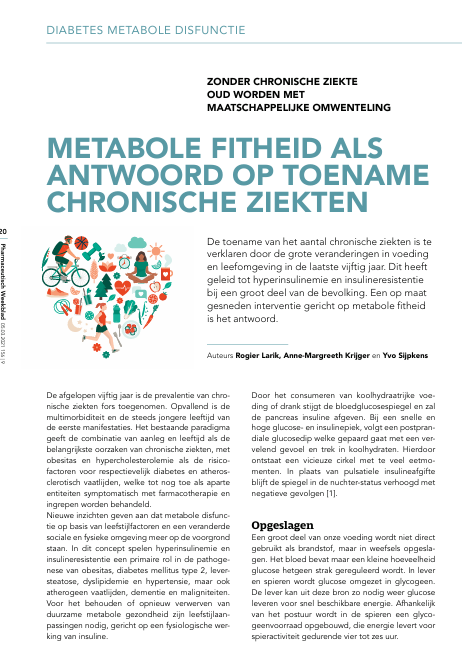 DIABETES METABOLE DISFUNCTIE
ZONDER CHRONISCHE ZIEKTE
OUD WORDEN MET
MAATSCHAPPELIJKE OMWENTELING
METABOLE FITHEID ALS
ANTWOORD OP TOENAME
CHRONISCHE ZIEKTEN
20
Pharmaceutisch Weekblad 05.03.2021 156 | 9
De toename van het aantal chronische ziekten is te
verklaren door de grote veranderingen in voeding
en leefomgeving in de laatste vijftig jaar. Dit heeft
geleid tot hyperinsulinemie en insulineresistentie
bij een groot deel van de bevolking. Een op maat
gesneden interventie gericht op metabole fitheid
is het antwoord.
Auteurs Rogier Larik, Anne-Margreeth Krijger en Yvo Sijpkens
De afgelopen vijftig jaar is de prevalentie van chro-
nische ziekten fors toegenomen. Opvallend is de
multimorbiditeit en de steeds jongere leeftijd van
de eerste manifestaties. Het bestaande paradigma
geeft de combinatie van aanleg en leeftijd als de
belangrijkste oorzaken van chronische ziekten, met
obesitas en hypercholesterolemie als de risico-
factoren voor respectievelijk diabetes en atheros-
clerotisch vaatlijden, welke tot nog toe als aparte
entiteiten symptomatisch met farmacotherapie en
ingrepen worden behandeld.
Nieuwe inzichten geven aan dat metabole disfunc-
tie op basis van leefstijlfactoren en een veranderde
sociale en fysieke omgeving meer op de voorgrond
staan. In dit concept spelen hyperinsulinemie en
insulineresistentie een primaire rol in de pathoge-
nese van obesitas, diabetes mellitus type 2, lever-
steatose, dyslipidemie en hypertensie, maar ook
atherogeen vaatlijden, dementie en maligniteiten.
Voor het behouden of opnieuw verwerven van
duurzame metabole gezondheid zijn leefstijlaan-
passingen nodig, gericht op een fysiologische wer-
king van insuline.
Door het consumeren van koolhydraatrijke voe-
ding of drank stijgt de bloedglucosespiegel en zal
de pancreas insuline afgeven. Bij een snelle en
hoge glucose- en insulinepiek, volgt een postpran-
diale glucosedip welke gepaard gaat met een ver-
velend gevoel en trek in koolhydraten. Hierdoor
ontstaat een vicieuze cirkel met te veel eetmo-
menten. In plaats van pulsatiele insulineafgifte
blijft de spiegel in de nuchter-status verhoogd met
negatieve gevolgen [1].
Opgeslagen
Een groot deel van onze voeding wordt niet direct
gebruikt als brandstof, maar in weefsels opgesla-
gen. Het bloed bevat maar een kleine hoeveelheid
glucose hetgeen strak gereguleerd wordt. In lever
en spieren wordt glucose omgezet in glycogeen.
De lever kan uit deze bron zo nodig weer glucose
leveren voor snel beschikbare energie. Afhankelijk
van het postuur wordt in de spieren een glyco-
geenvoorraad opgebouwd, die energie levert voor
spieractiviteit gedurende vier tot zes uur.